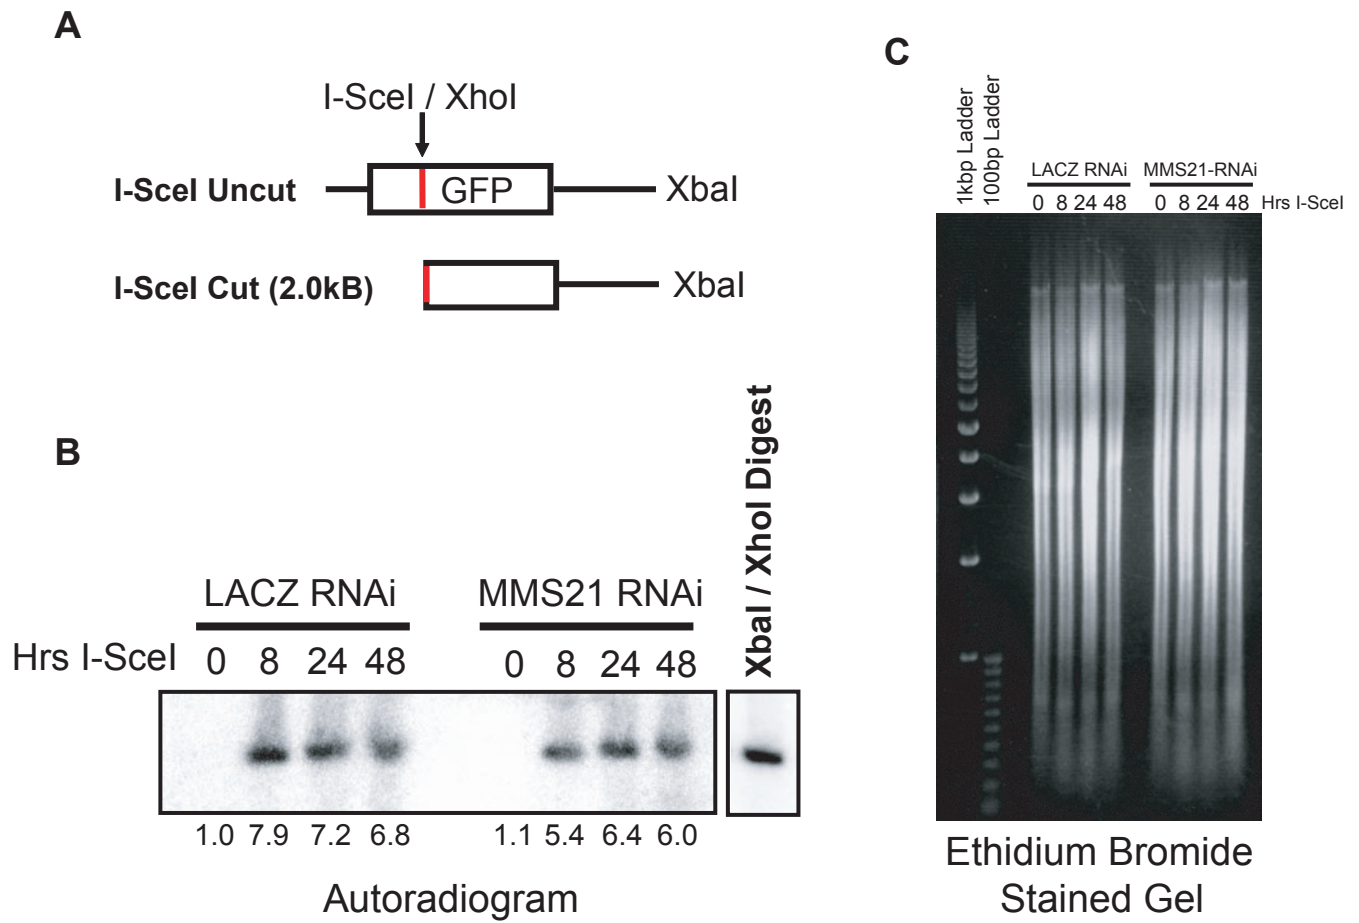 A
I-SceI / XhoI
I-SceI Uncut
GFP
XbaI
I-SceI Cut (2.0kB)
XbaI
B
LACZ RNAi
MMS21 RNAi
XbaI / XhoI Digest
Hrs I-SceI 0 8 24 48 0 8 24 48
1.0 7.9 7.2 6.8 1.1 5.4 6.4 6.0
Autoradiogram
C
1kbp Ladder
100bp Ladder
LACZ RNAi MMS21-RNAi
0 8 24 48 0 8 24 48 Hrs I-SceI
Ethidium Bromide
Stained Gel